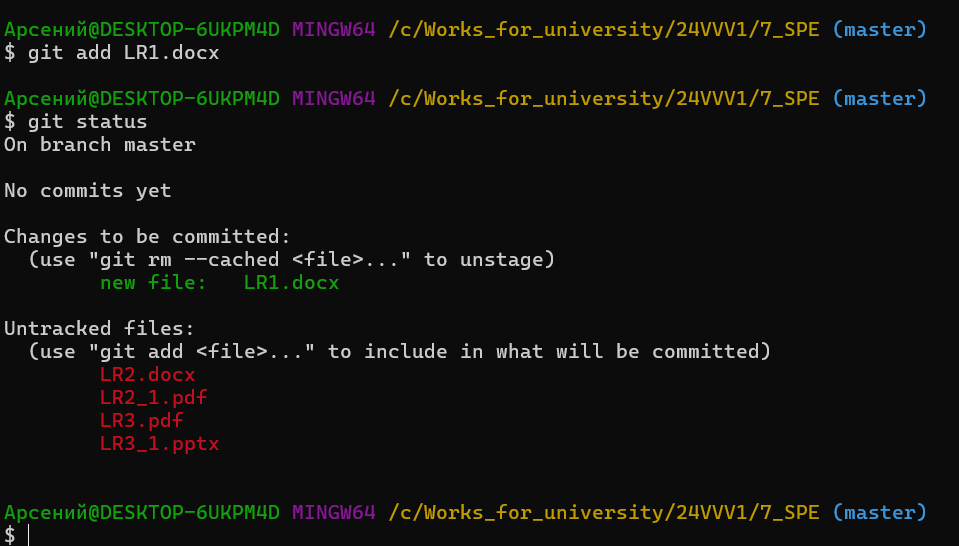 Арсений@DESKTOP-6UKPM4D MINGW64 /c/Works_for_university/24VVV1/7_SPE (master)
$ git add LR1.docx
Арсений@DESKTOP-6UKPM4D MINGW64 /c/Works_for_university/24VVV1/7_SPE (master)
$ git status
On branch master
No commits yet
Changes to be committed:
  (use "git rm --cached <file>..." to unstage)
        new file:   LR1.docx
Untracked files:
  (use "git add <file>..." to include in what will be committed)
        LR2.docx
        LR2_1.pdf
        LR3.pdf
        LR3_1.pptx
Арсений@DESKTOP-6UKPM4D MINGW64 /c/Works_for_university/24VVV1/7_SPE (master)
$